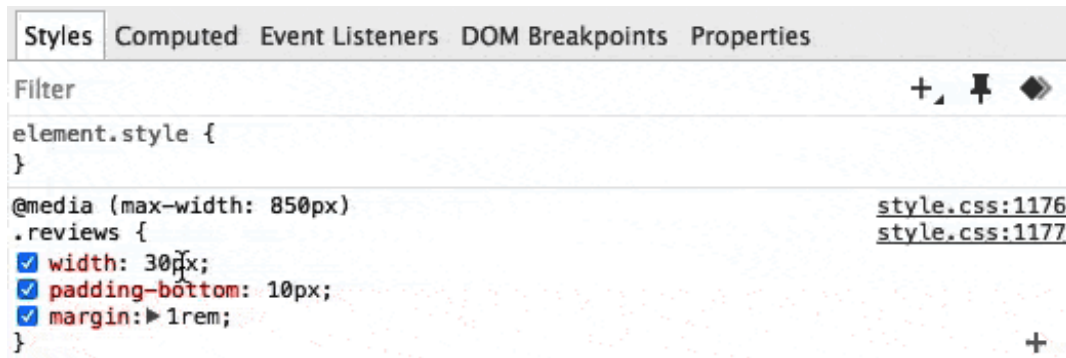 Styles Computed Event Listeners DOM Breakpoints Properties
Filter
element.style {
}
@media (max-width: 850px) style.css:1176
.reviews { style.css:1177
width: 30px;
padding-bottom: 10px;
margin: 1rem;
}